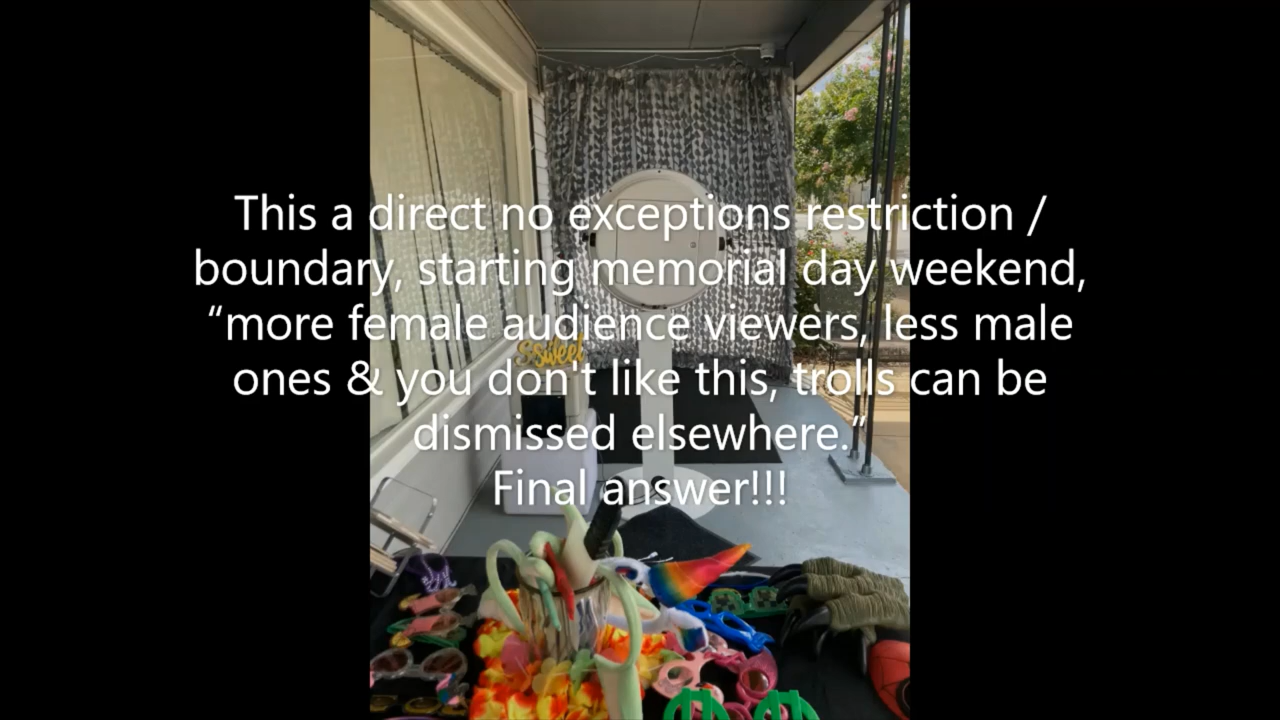 This a direct no exceptions restriction /
boundary, starting memorial day weekend,
“more female audience viewers, less male
ones & you don't like this, trolls can be
dismissed elsewhere.”
Final answer!!!
sweet